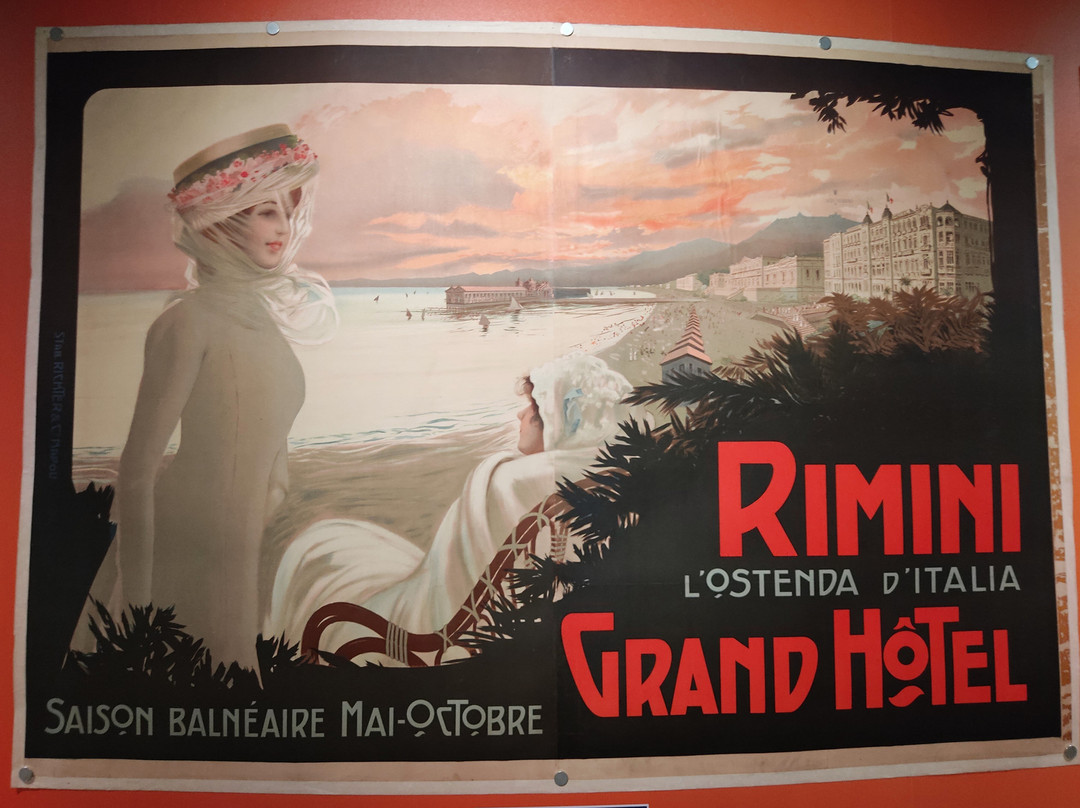 RIMINI
L'OSTENDA D'ITALIA
GRAND HÔTEL
SAISON BALNÉAIRE MAI-OCTOBRE